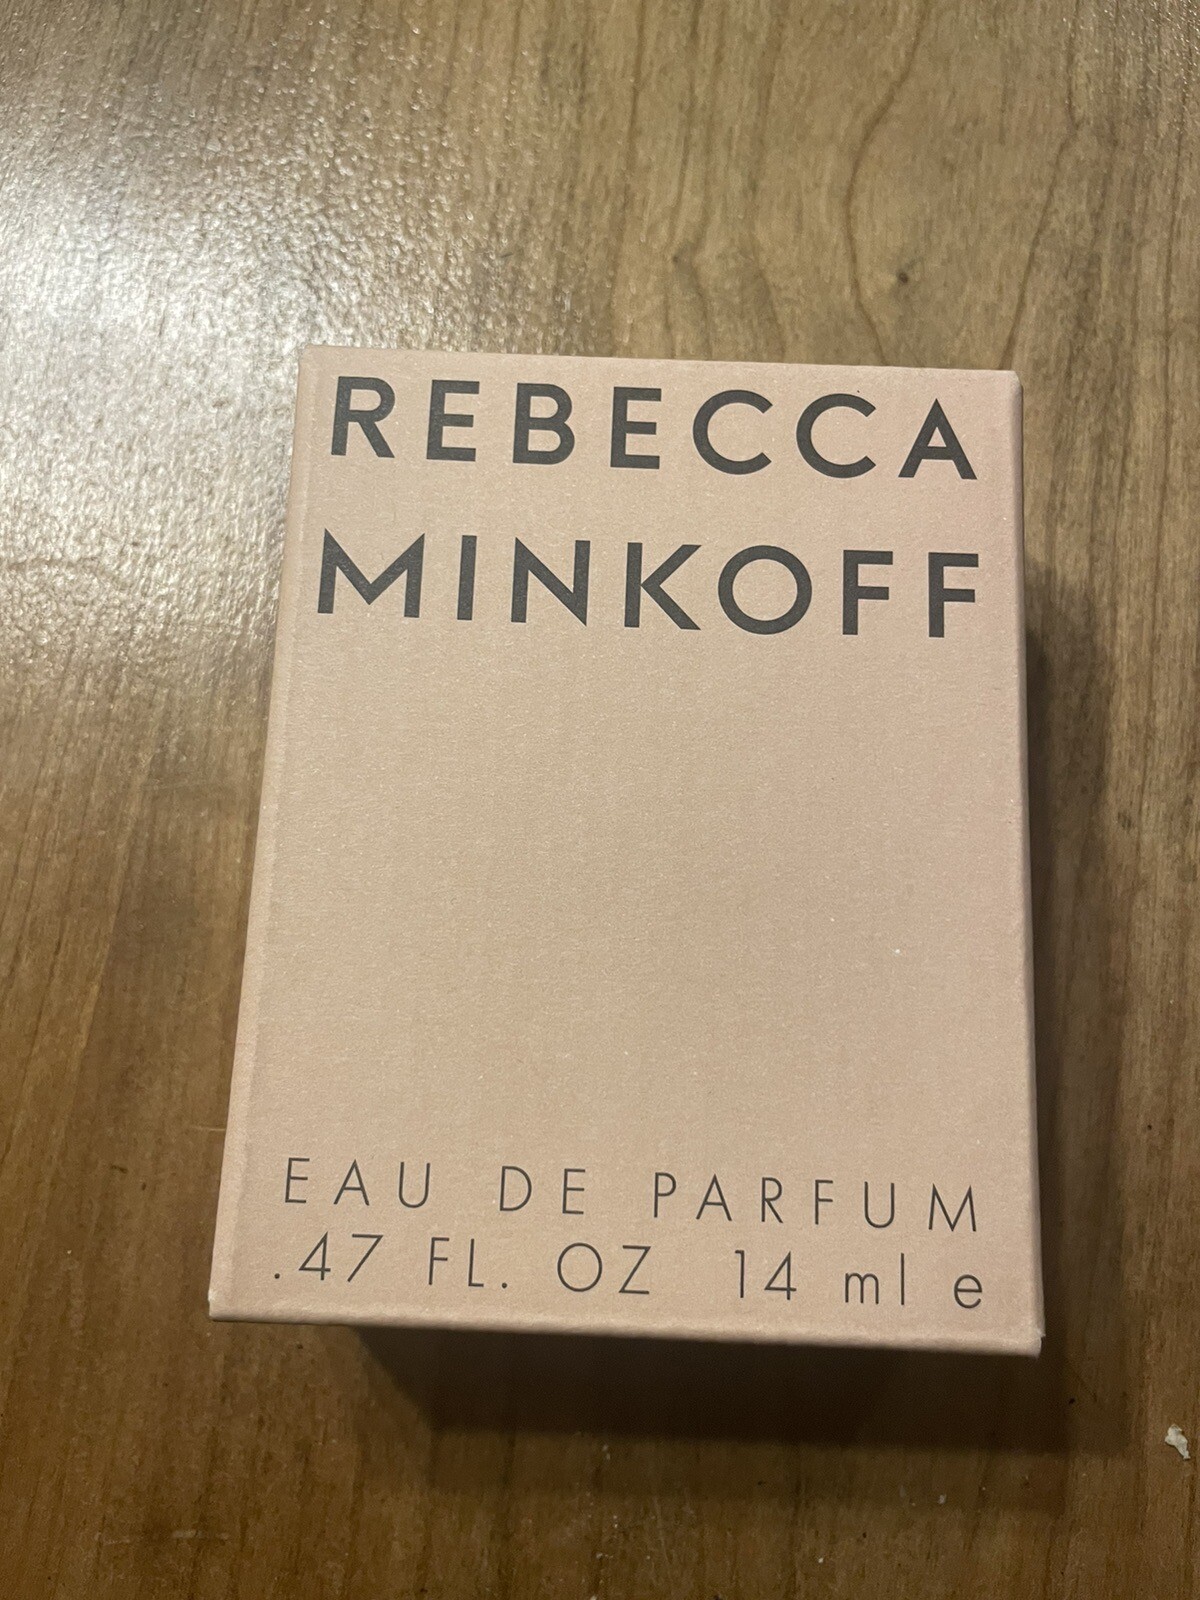 REBECCA
MINKOFF
EAU DE PARFUM
.47 FL. OZ 14 ml e